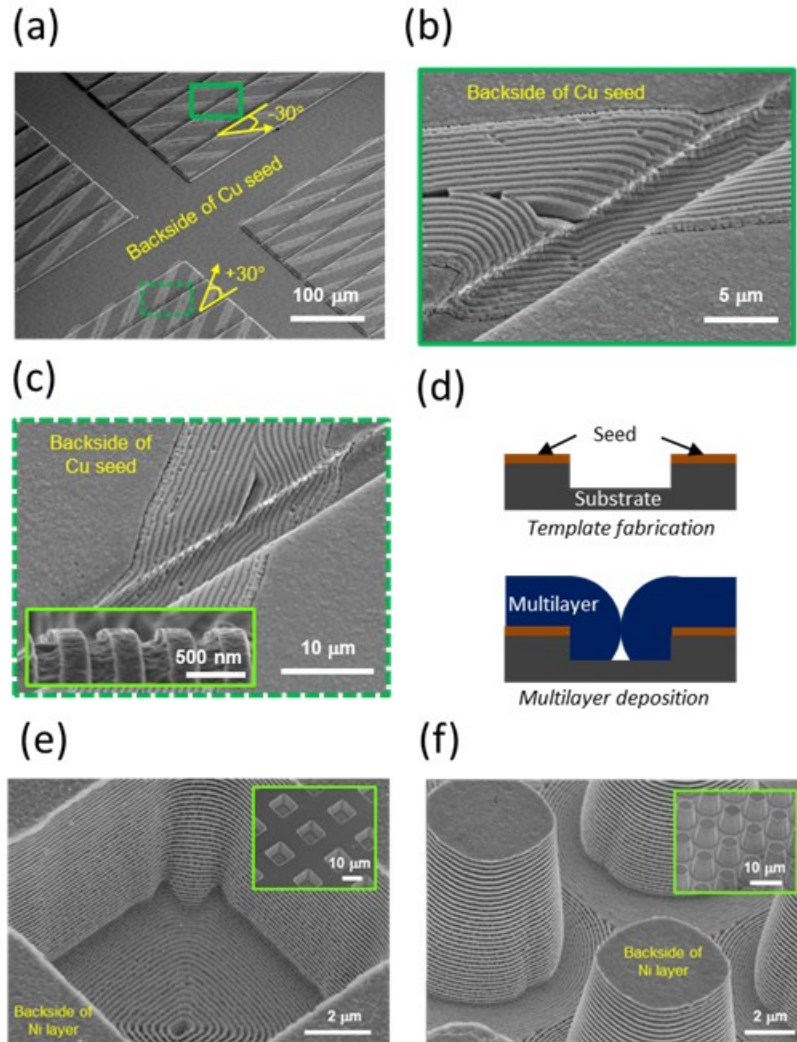 (a)
-30°
Backside of Cu seed
+30°
100 μm
(b)
Backside of Cu seed
5 μm
(c)
Backside of
Cu seed
500 nm
10 μm
(d)
Seed
Substrate
Template fabrication
Multilayer
Multilayer deposition
(e)
10 μm
Backside of
Ni layer
2 μm
(f)
10 μm
Backside of
Ni layer
2 μm